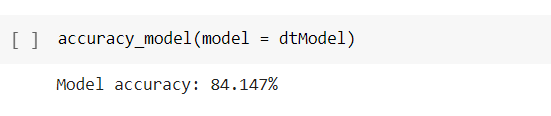 [ ] accuracy_model(model = dtModel)
Model accuracy: 84.147%